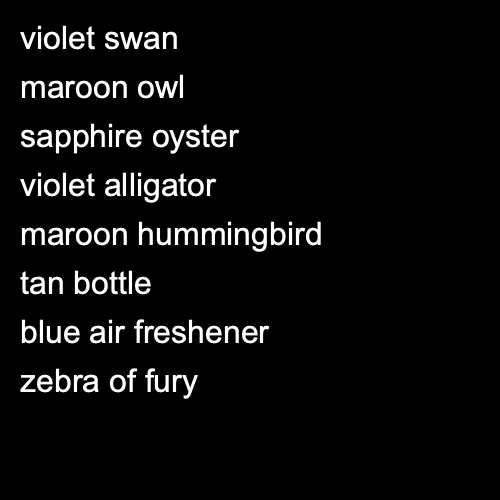 violet swan
maroon owl
sapphire oyster
violet alligator
maroon hummingbird
tan bottle
blue air freshener
zebra of fury